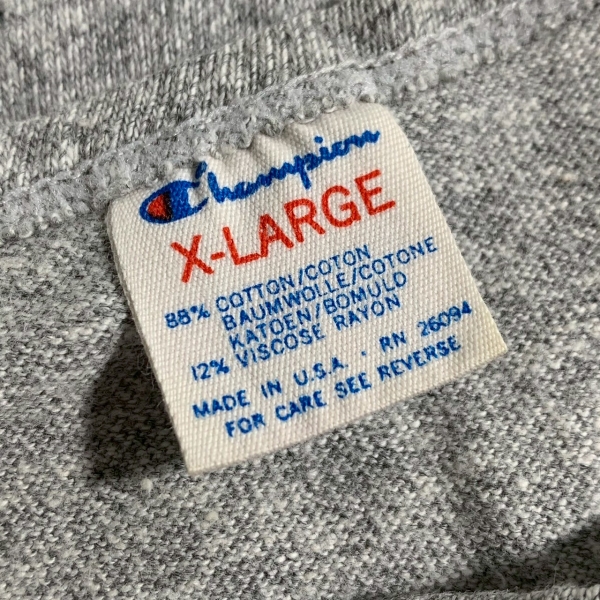 Champion
X-LARGE
88% COTTON/COTON
BAUMWOLLE/COTONE
KATOEN/BOMULD
12% VISCOSE RAYON
MADE IN U.S.A. · RN 26094
FOR CARE SEE REVERSE